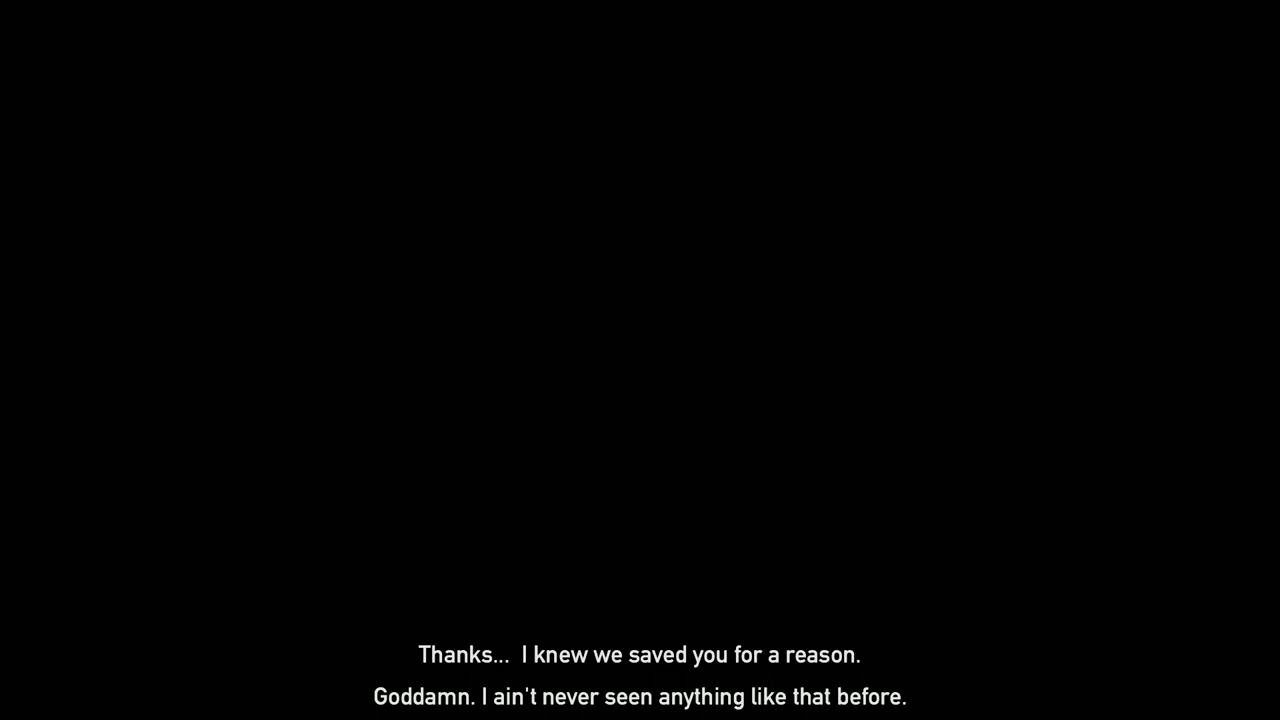 Thanks...  I knew we saved you for a reason.
Goddamn. I ain't never seen anything like that before.